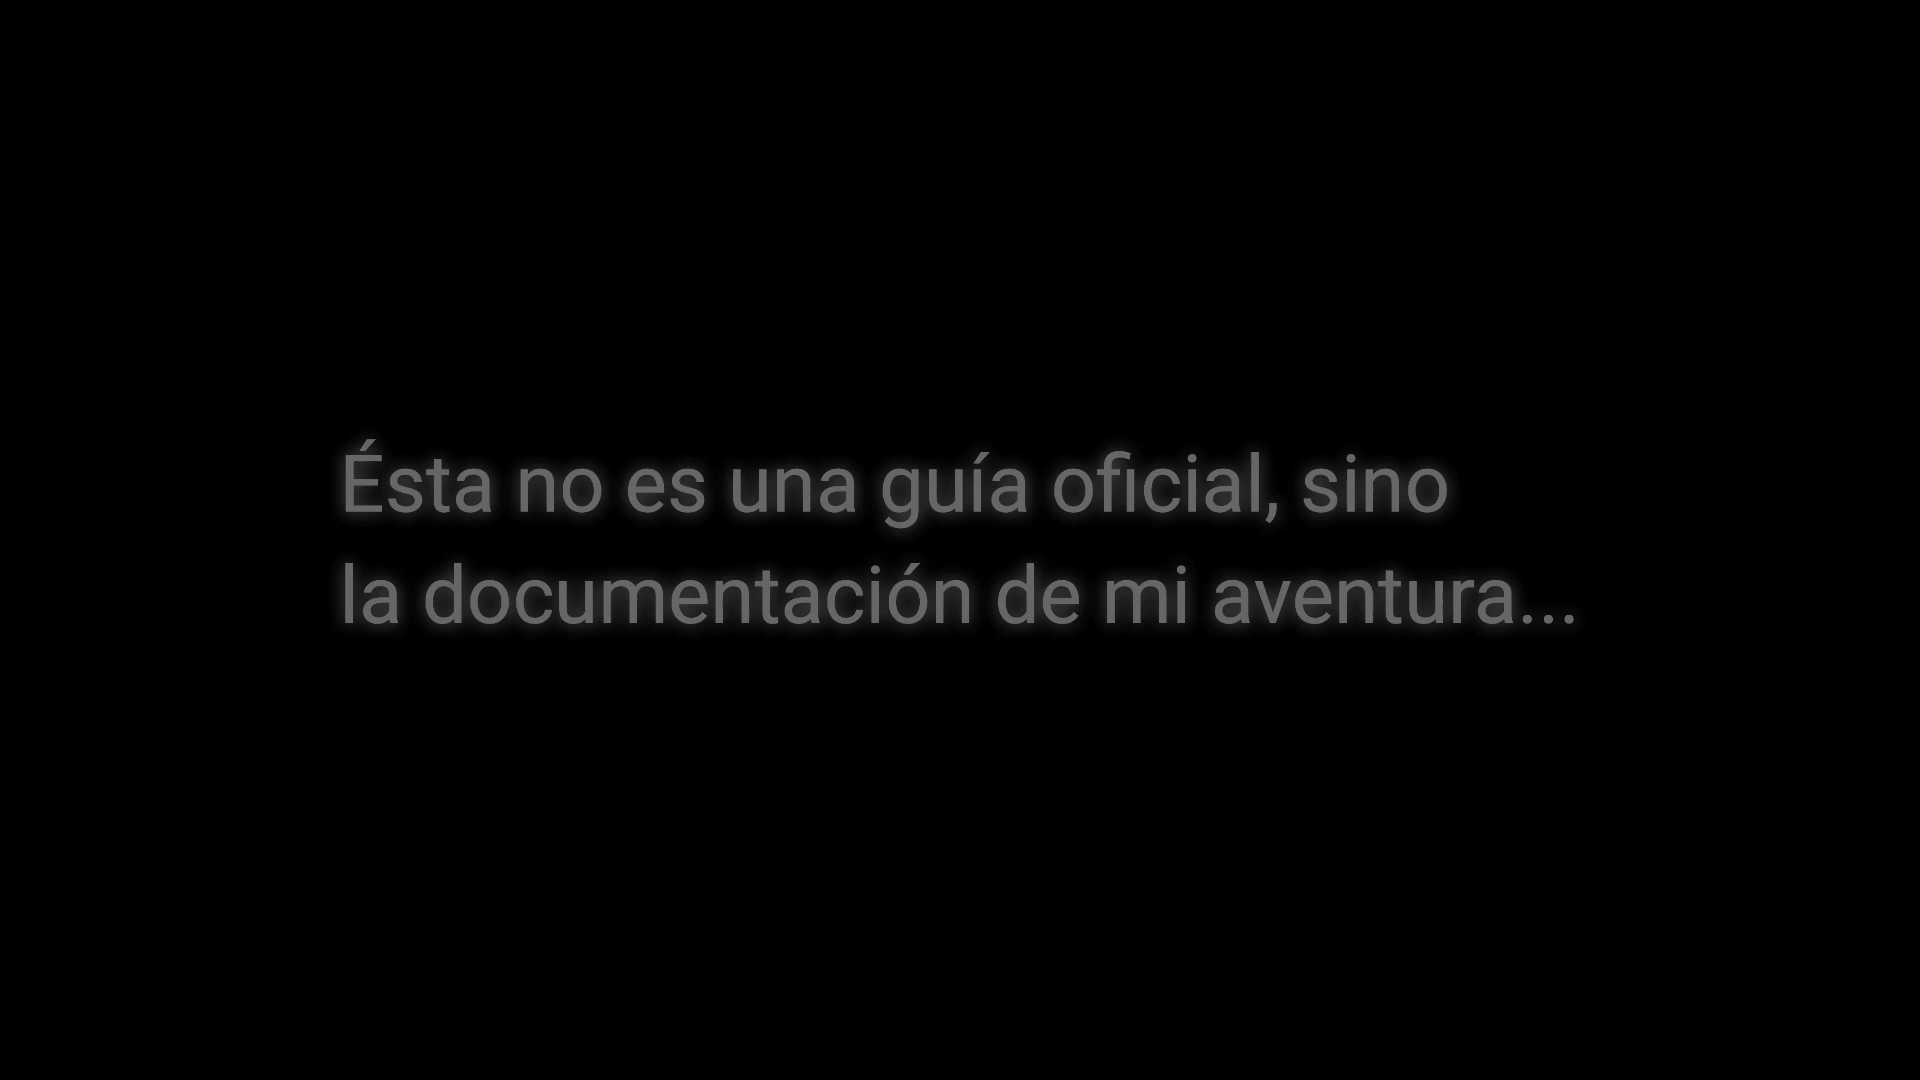 Ésta no es una guía oficial, sino
la documentación de mi aventura...